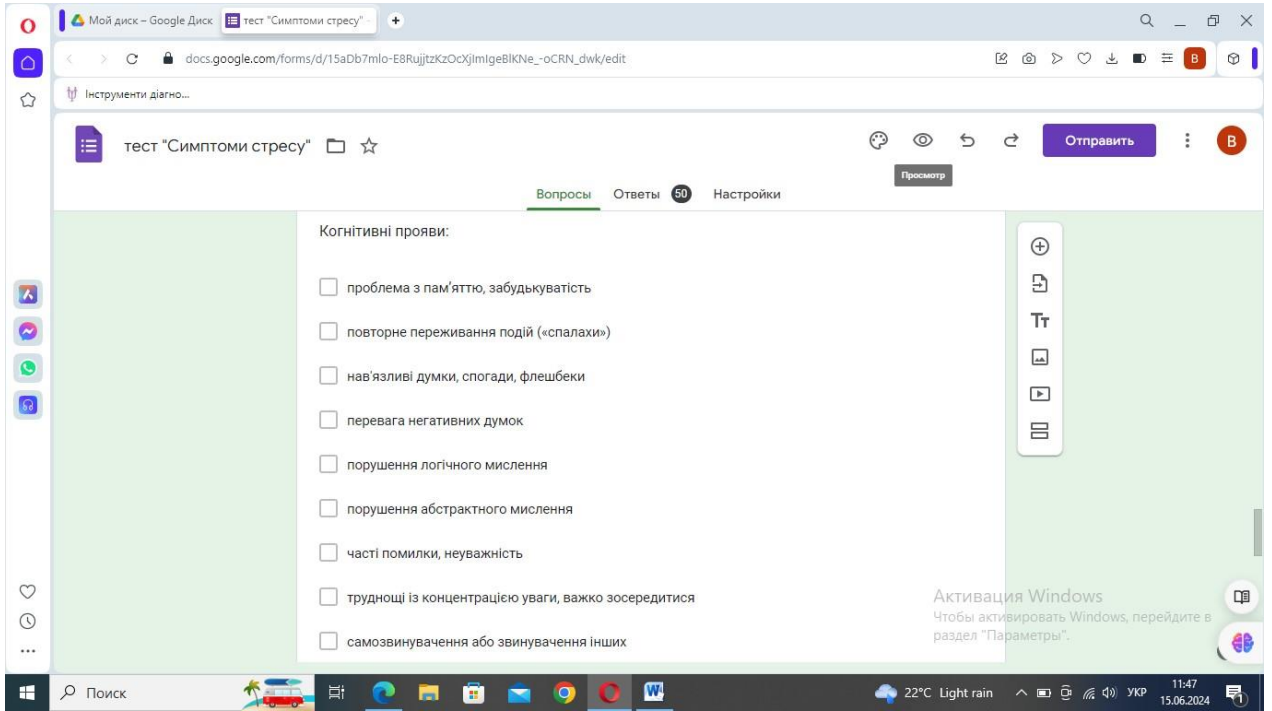 Мой диск – Google Диск
тест "Симптоми стресу"
docs.google.com/forms/d/15aDb7mlo-E8RujjtzKzOcXjImIgeBlKNe_-oCRN_dwk/edit
B
Інструменти діагно...
тест "Симптоми стресу"
Отправить
B
Просмотр
Вопросы Ответы 50 Настройки
Когнітивні прояви:
проблема з пам'яттю, забудькуватість
повторне переживання подій («спалахи»)
нав'язливі думки, спогади, флешбеки
перевага негативних думок
порушення логічного мислення
порушення абстрактного мислення
часті помилки, неуважність
труднощі із концентрацією уваги, важко зосередитися
самозвинувачення або звинувачення інших
Tт
Активация Windows
Чтобы активировать Windows, перейдите в
раздел "Параметры".
Поиск
22°C Light rain
УКР
11:47
15.06.2024
1